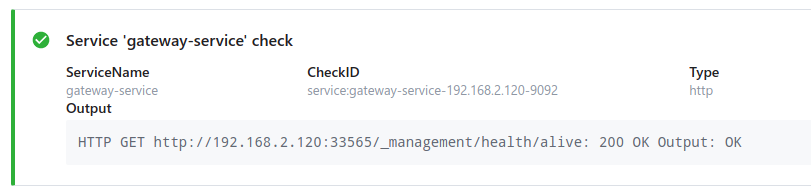 Service 'gateway-service' check
ServiceName CheckID Type
gateway-service service:gateway-service-192.168.2.120-9092 http
Output
HTTP GET http://192.168.2.120:33565/_management/health/alive: 200 OK Output: OK